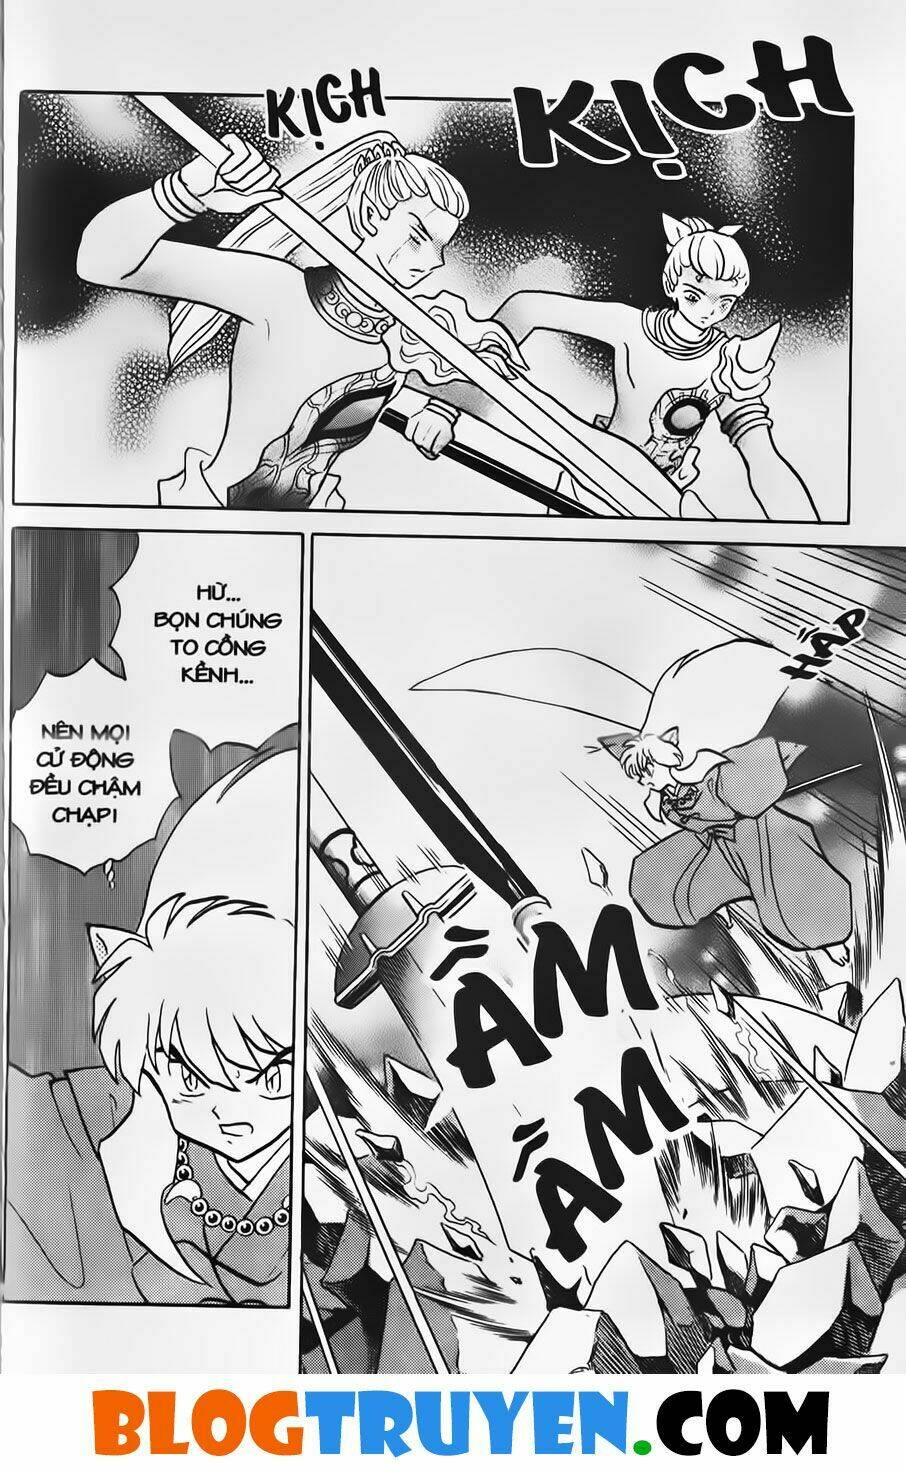 KỊCH
KỊCH
HẤP
ẦM
ẦM
HỪ...
BỌN CHÚNG
TO CỒNG
KỀNH...
NÊN MỌI
CỬ ĐỘNG
ĐỀU CHẬM
CHẠP!
BLOGTRUYEN.COM